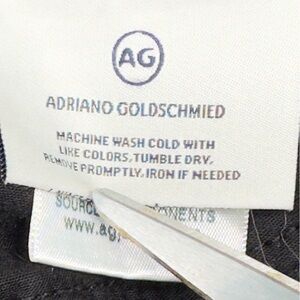 AG
ADRIANO GOLDSCHMIED
MACHINE WASH COLD WITH
LIKE COLORS, TUMBLE DRY,
REMOVE PROMPTLY, IRON IF NEEDED